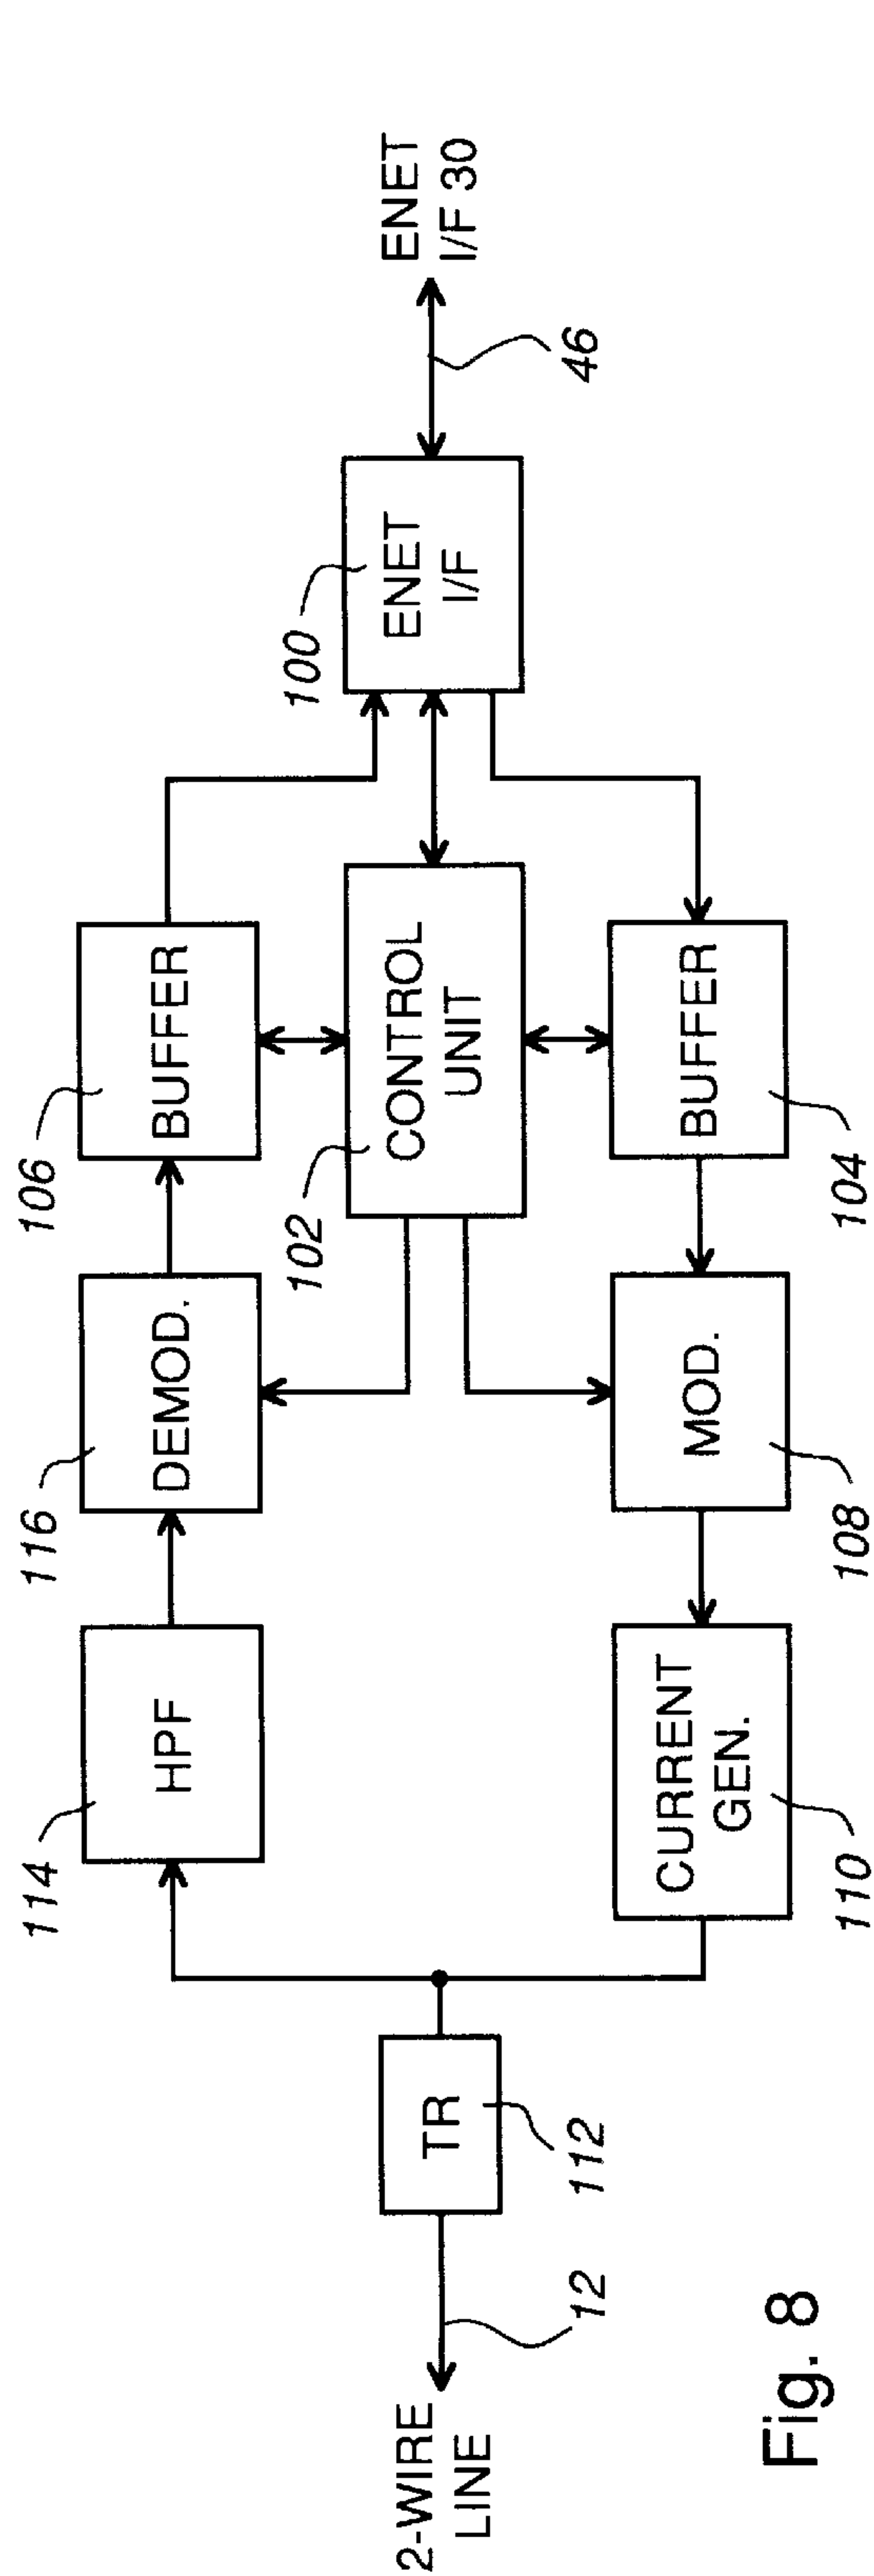 2-WIRE
LINE
12
TR
112
114
HPF
116
DEMOD.
106
BUFFER
102
CONTROL
UNIT
100
ENET
I/F
46
ENET
I/F 30
CURRENT
GEN.
110
MOD.
108
BUFFER
104
Fig. 8